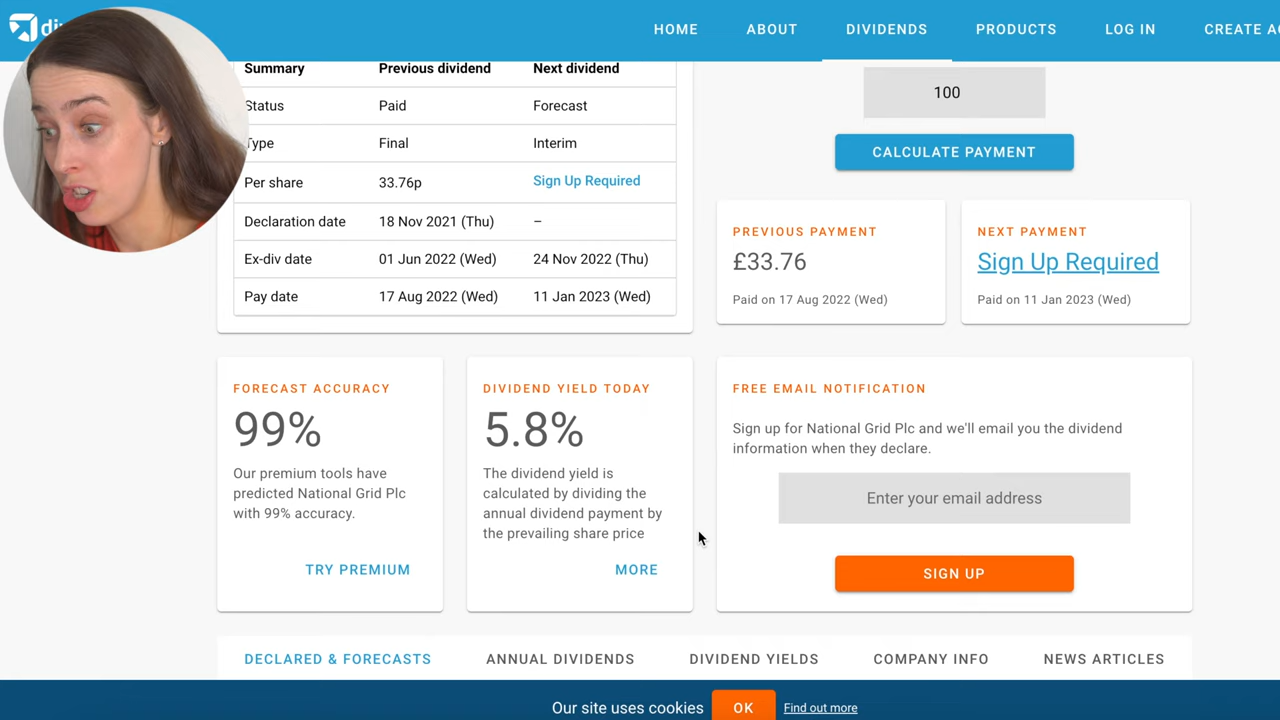 HOME ABOUT DIVIDENDS PRODUCTS LOG IN CREATE
Summary Previous dividend Next dividend
Status Paid Forecast
Type Final Interim
Per share 33.76p Sign Up Required
Declaration date 18 Nov 2021 (Thu) –
Ex-div date 01 Jun 2022 (Wed) 24 Nov 2022 (Thu)
Pay date 17 Aug 2022 (Wed) 11 Jan 2023 (Wed)
100
CALCULATE PAYMENT
PREVIOUS PAYMENT
£33.76
Paid on 17 Aug 2022 (Wed)
NEXT PAYMENT
Sign Up Required
Paid on 11 Jan 2023 (Wed)
FORECAST ACCURACY
99%
Our premium tools have
predicted National Grid Plc
with 99% accuracy.
TRY PREMIUM
DIVIDEND YIELD TODAY
5.8%
The dividend yield is
calculated by dividing the
annual dividend payment by
the prevailing share price
MORE
FREE EMAIL NOTIFICATION
Sign up for National Grid Plc and we'll email you the dividend
information when they declare.
Enter your email address
SIGN UP
DECLARED & FORECASTS ANNUAL DIVIDENDS DIVIDEND YIELDS COMPANY INFO NEWS ARTICLES
Our site uses cookies OK Find out more